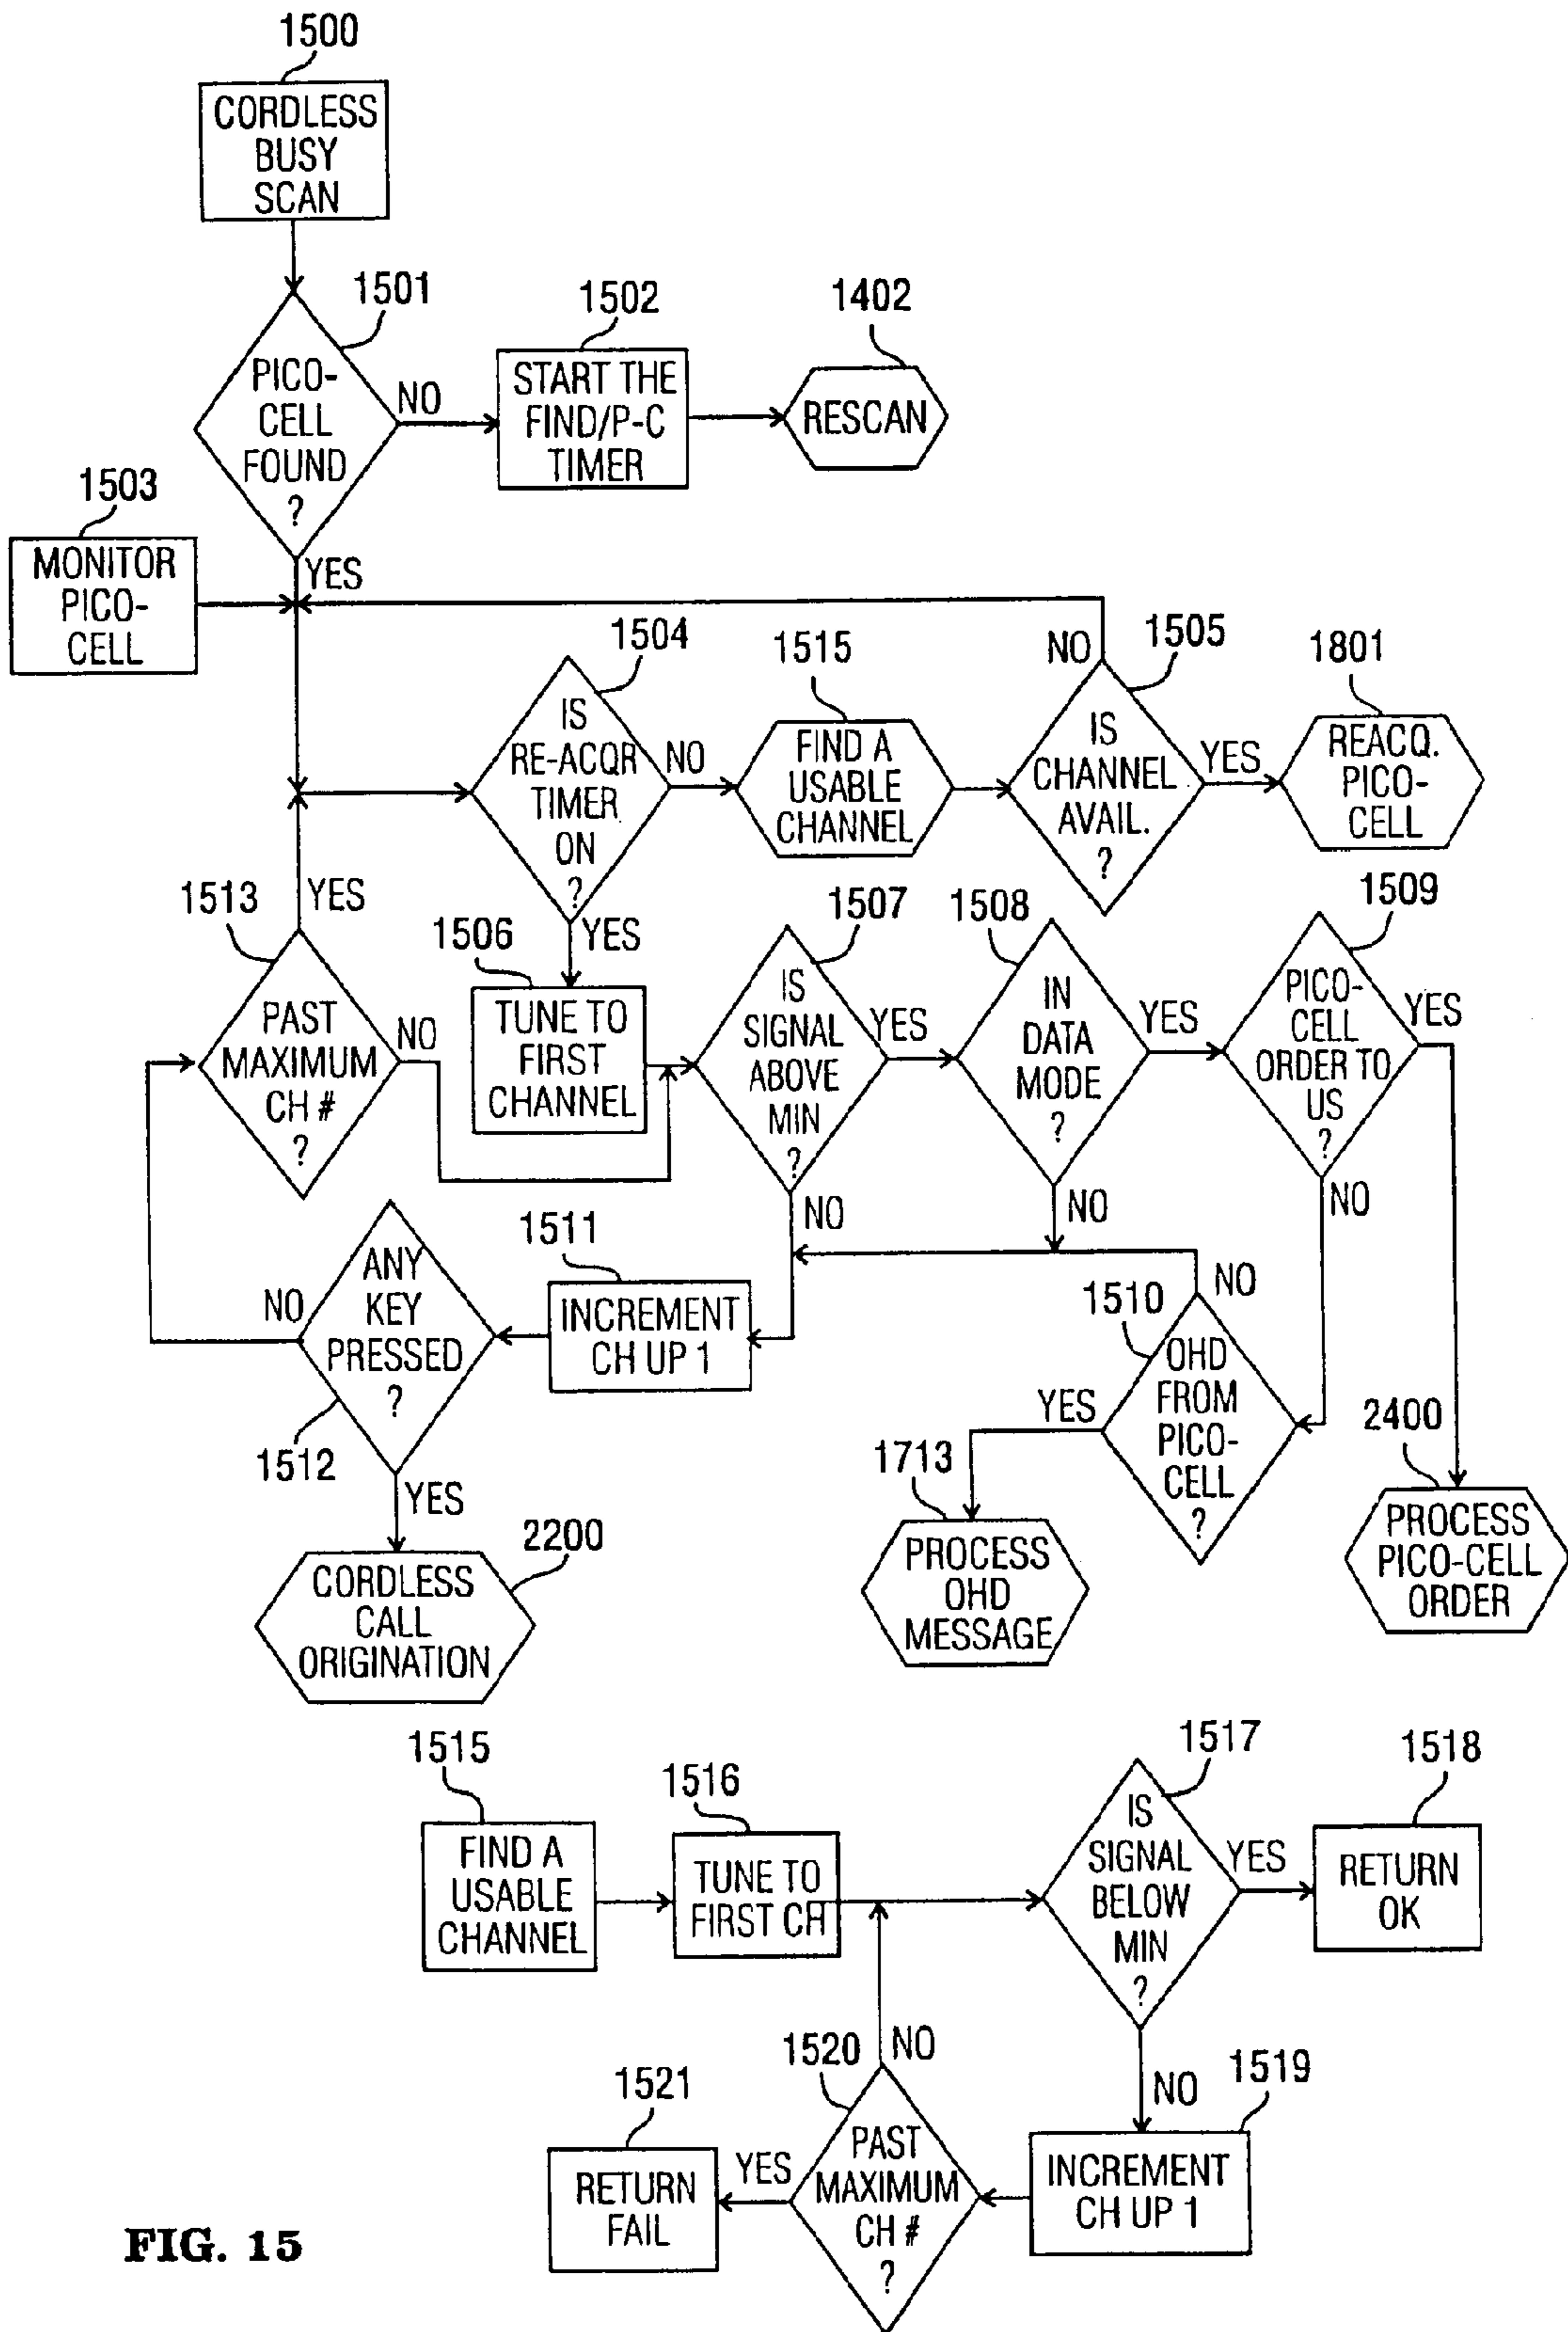 1500
CORDLESS
BUSY
SCAN
1501
PICO-
CELL
FOUND
?
NO
YES
1502
START THE
FIND/P-C
TIMER
1402
RESCAN
1503
MONITOR
PICO-
CELL
1504
IS
RE-ACQR
TIMER
ON
?
NO
YES
1515
FIND A
USABLE
CHANNEL
1505
NO
IS
CHANNEL
AVAIL.
?
YES
1801
REACQ.
PICO-
CELL
1513
YES
PAST
MAXIMUM
CH #
?
NO
1506
TUNE TO
FIRST
CHANNEL
1507
IS
SIGNAL
ABOVE
MIN
?
YES
NO
1508
IN
DATA
MODE
?
YES
NO
1509
PICO-
CELL
ORDER TO
US
?
YES
NO
1511
INCREMENT
CH UP 1
ANY
KEY
PRESSED
?
NO
1512
YES
2200
CORDLESS
CALL
ORIGINATION
1510
NO
OHD
FROM
PICO-
CELL
?
YES
1713
PROCESS
OHD
MESSAGE
2400
PROCESS
PICO-CELL
ORDER
1515
FIND A
USABLE
CHANNEL
1516
TUNE TO
FIRST CH
1517
IS
SIGNAL
BELOW
MIN
?
YES
NO
1518
RETURN
OK
1519
INCREMENT
CH UP 1
1520
NO
PAST
MAXIMUM
CH #
?
YES
1521
RETURN
FAIL
FIG. 15